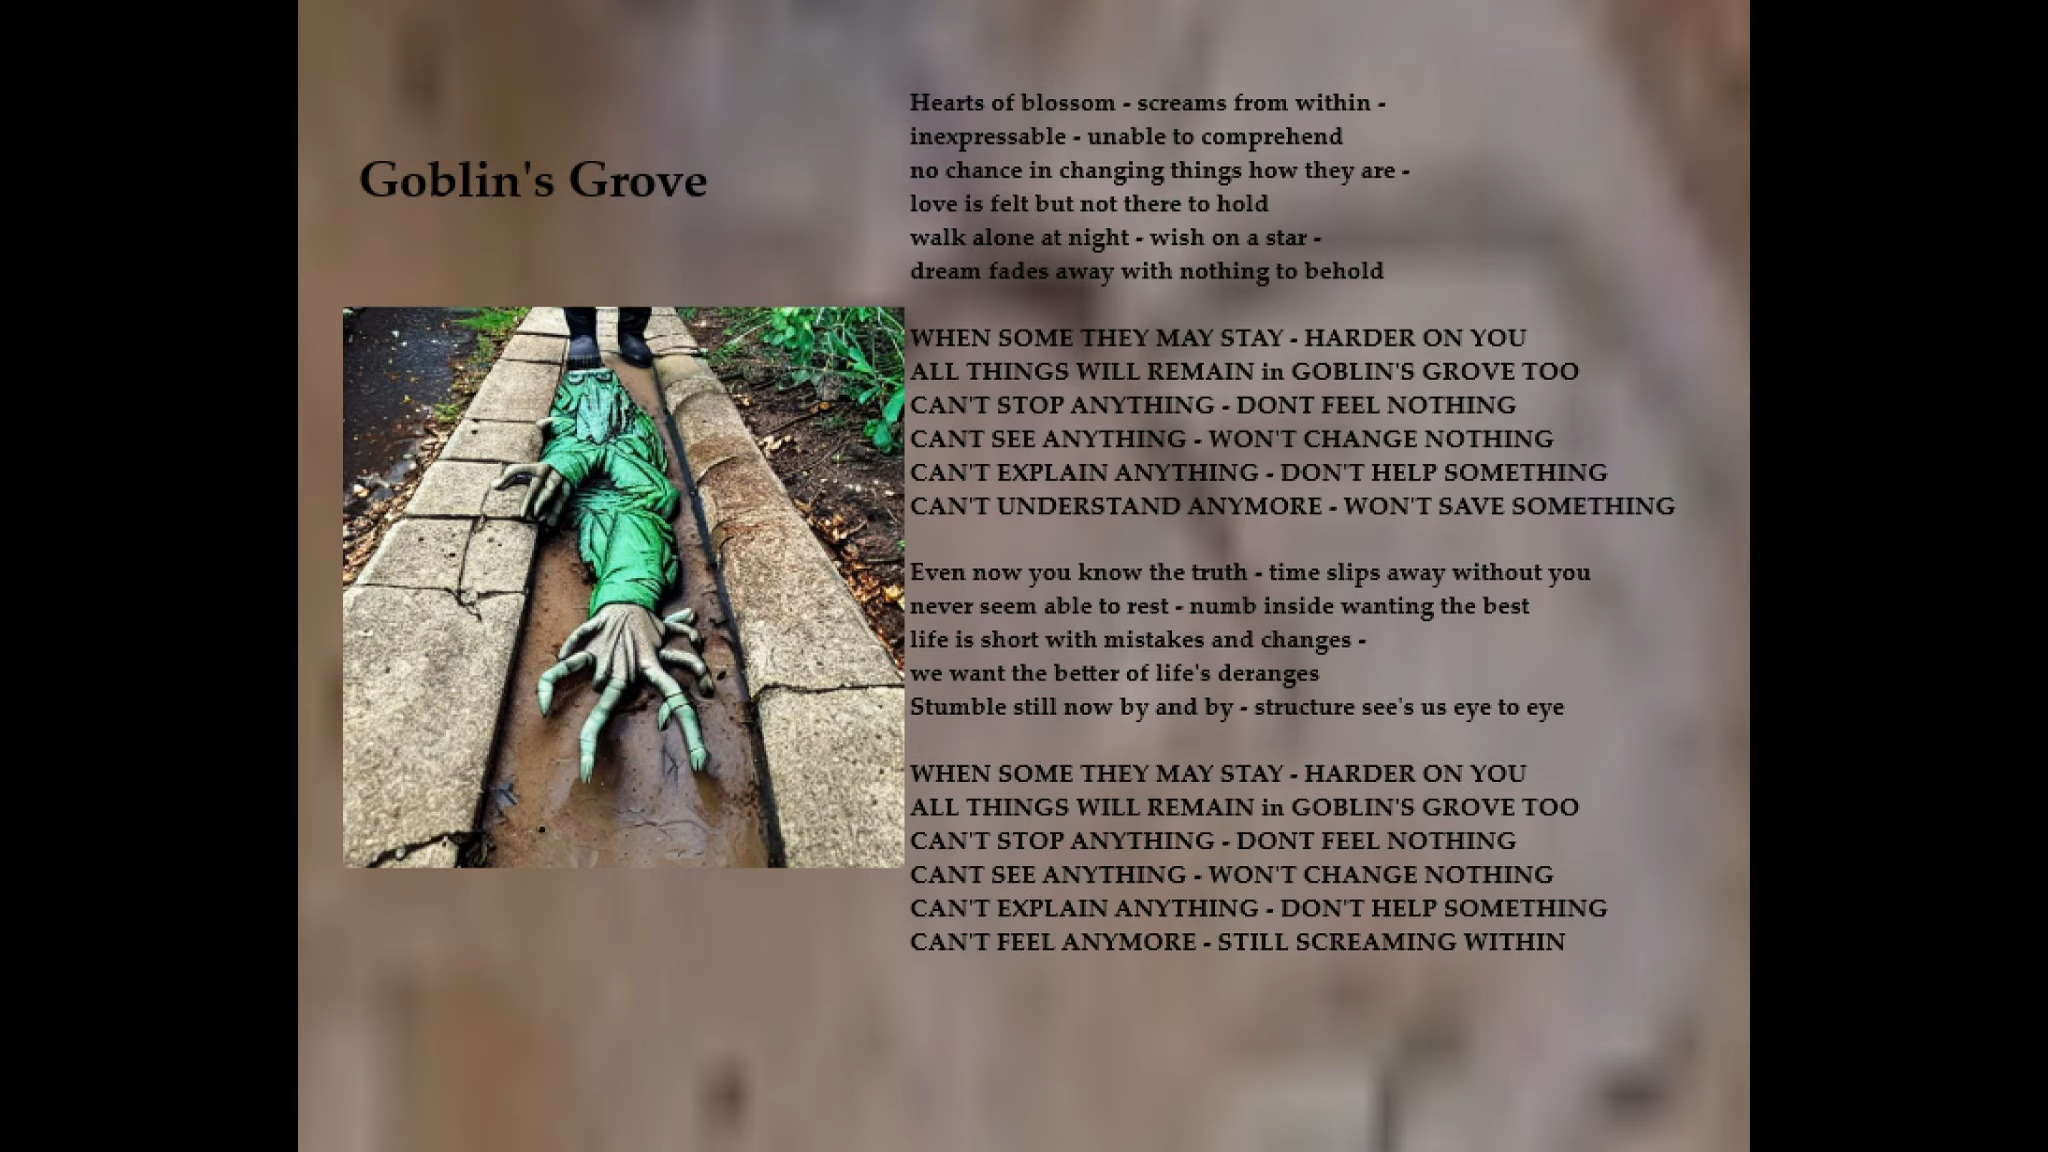 Goblin's Grove
Hearts of blossom - screams from within -
inexpressable - unable to comprehend
no chance in changing things how they are -
love is felt but not there to hold
walk alone at night - wish on a star -
dream fades away with nothing to behold
WHEN SOME THEY MAY STAY - HARDER ON YOU
ALL THINGS WILL REMAIN in GOBLIN'S GROVE TOO
CAN'T STOP ANYTHING - DONT FEEL NOTHING
CANT SEE ANYTHING - WON'T CHANGE NOTHING
CAN'T EXPLAIN ANYTHING - DON'T HELP SOMETHING
CAN'T UNDERSTAND ANYMORE - WON'T SAVE SOMETHING
Even now you know the truth - time slips away without you
never seem able to rest - numb inside wanting the best
life is short with mistakes and changes -
we want the better of life's deranges
Stumble still now by and by - structure see's us eye to eye
WHEN SOME THEY MAY STAY - HARDER ON YOU
ALL THINGS WILL REMAIN in GOBLIN'S GROVE TOO
CAN'T STOP ANYTHING - DONT FEEL NOTHING
CANT SEE ANYTHING - WON'T CHANGE NOTHING
CAN'T EXPLAIN ANYTHING - DON'T HELP SOMETHING
CAN'T FEEL ANYMORE - STILL SCREAMING WITHIN